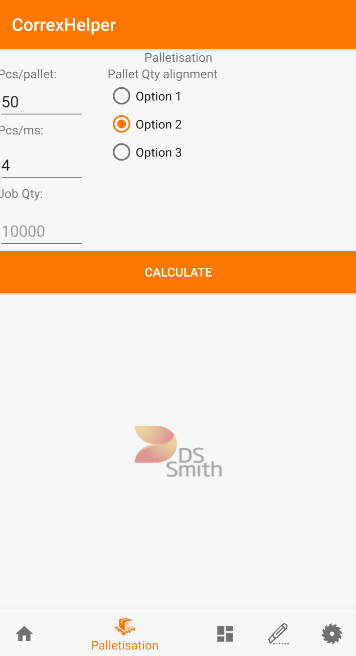 CorrexHelper
Palletisation
Pcs/pallet:
Pallet Qty alignment
50
Option 1
Pcs/ms:
Option 2
4
Option 3
Job Qty:
10000
CALCULATE
DS
Smith
Palletisation